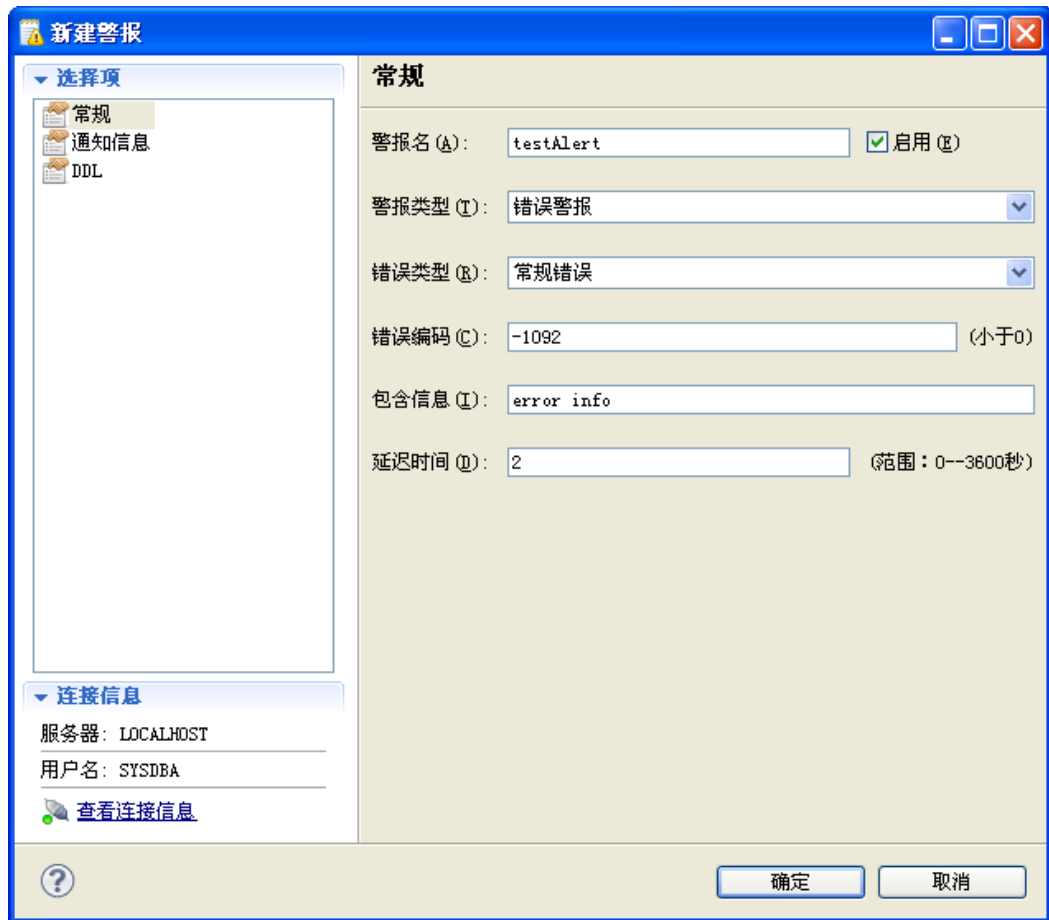 新建警报
选择项
常规
通知信息
DDL
连接信息
服务器: LOCALHOST
用户名: SYSDBA
查看连接信息
常规
警报名(A): testAlert 启用(E)
警报类型(T): 错误警报
错误类型(R): 常规错误
错误编码(C): -1092 (小于0)
包含信息(I): error info
延迟时间(D): 2 (范围：0--3600秒)
确定 取消